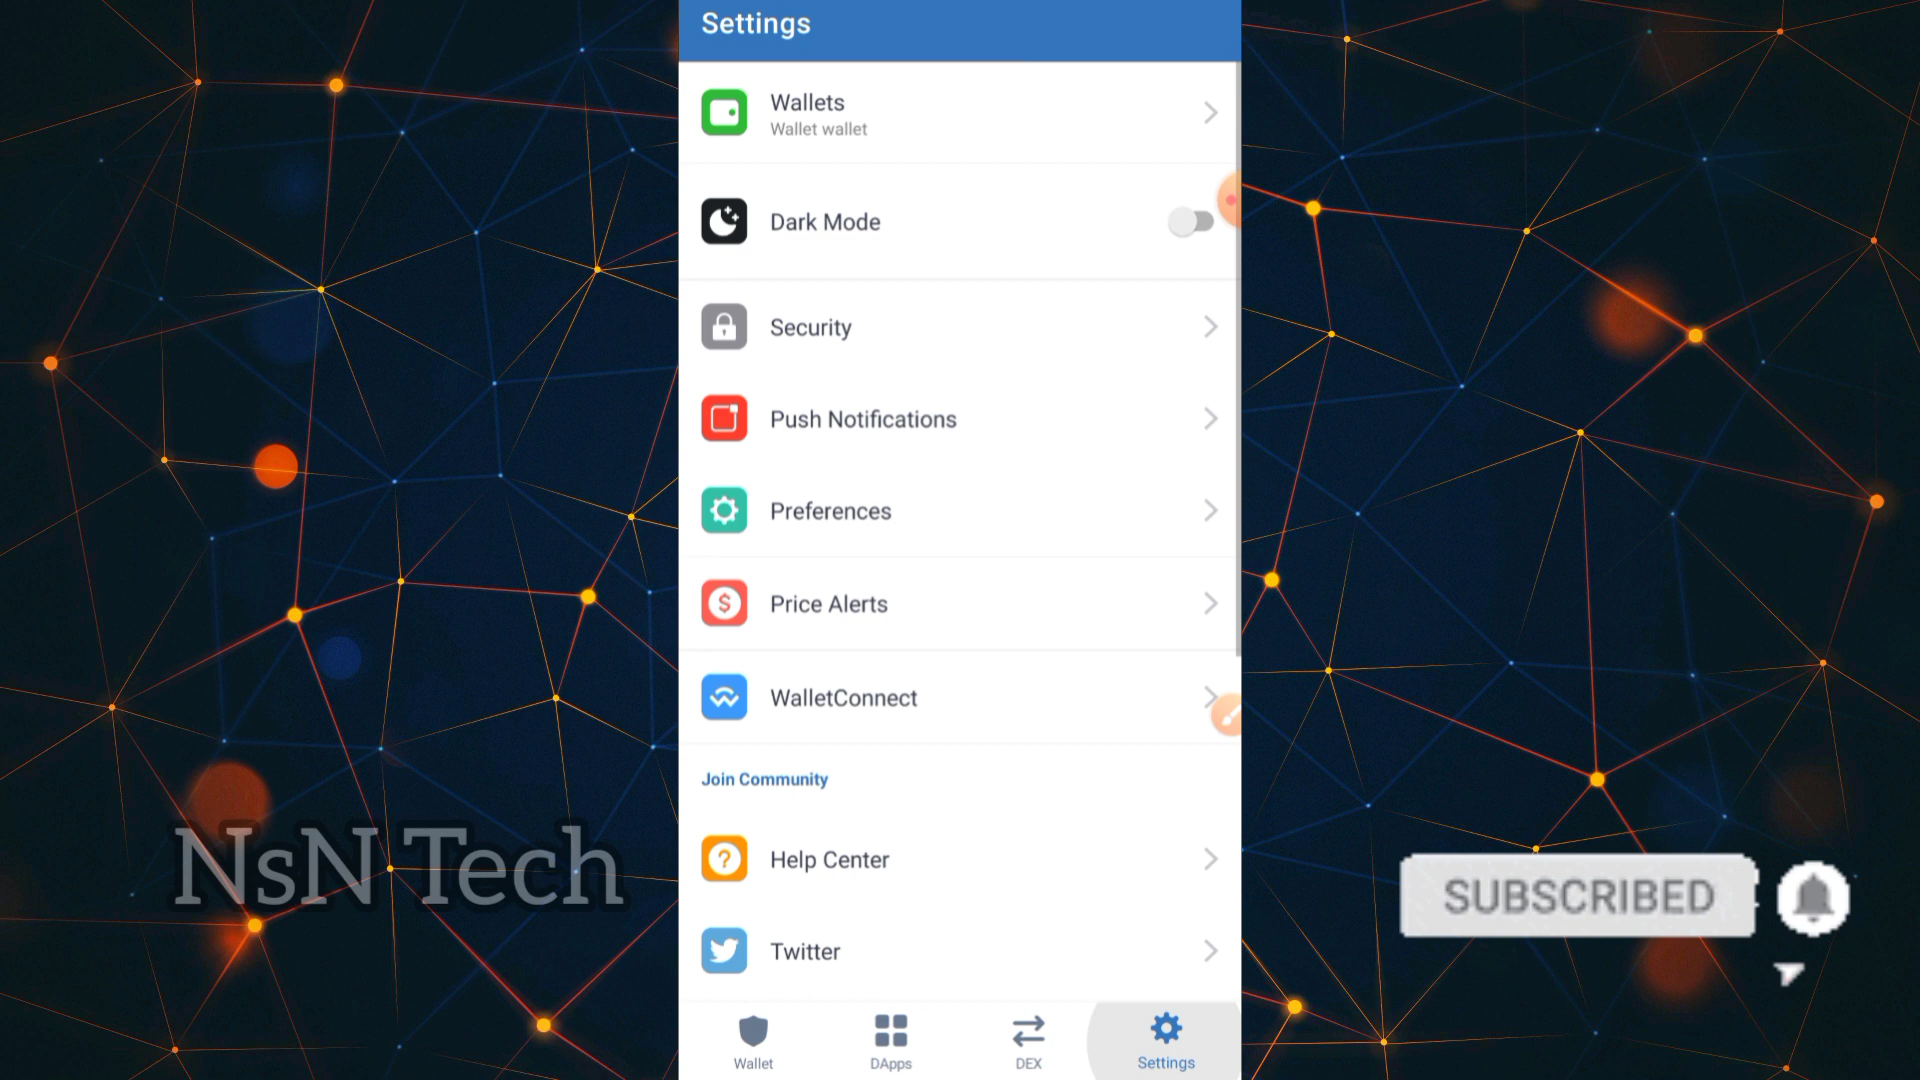 Settings
Wallets
Wallet wallet
Dark Mode
Security
Push Notifications
Preferences
Price Alerts
WalletConnect
Join Community
Help Center
Twitter
Wallet
DApps
DEX
Settings
NsN Tech
SUBSCRIBED